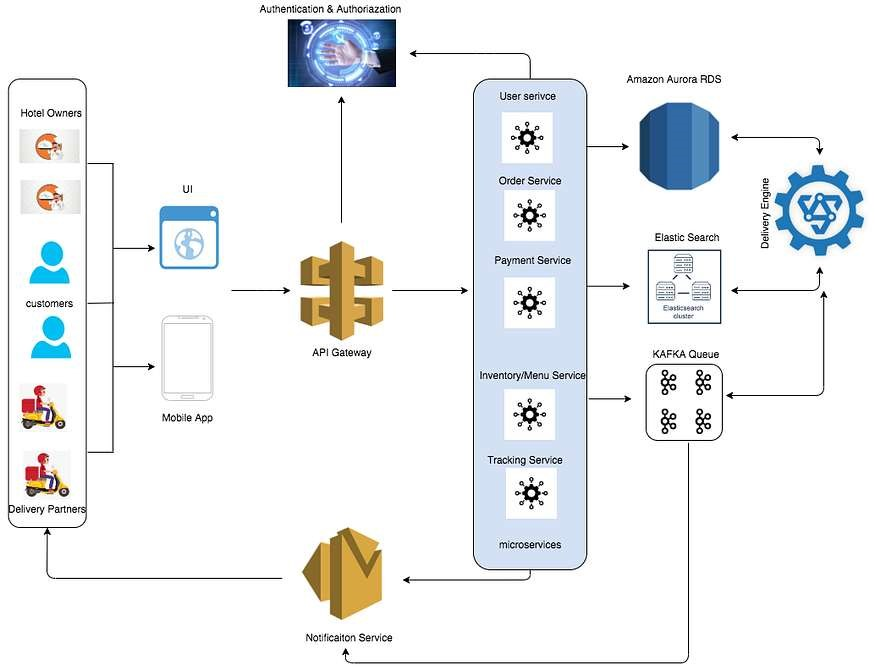 Authentication & Authoriazation
Hotel Owners
customers
Delivery Partners
UI
Mobile App
API Gateway
User serivce
Order Service
Payment Service
Inventory/Menu Service
Tracking Service
microservices
Amazon Aurora RDS
Elastic Search
Elasticsearch
cluster
KAFKA Queue
Delivery Engine
Notificaiton Service